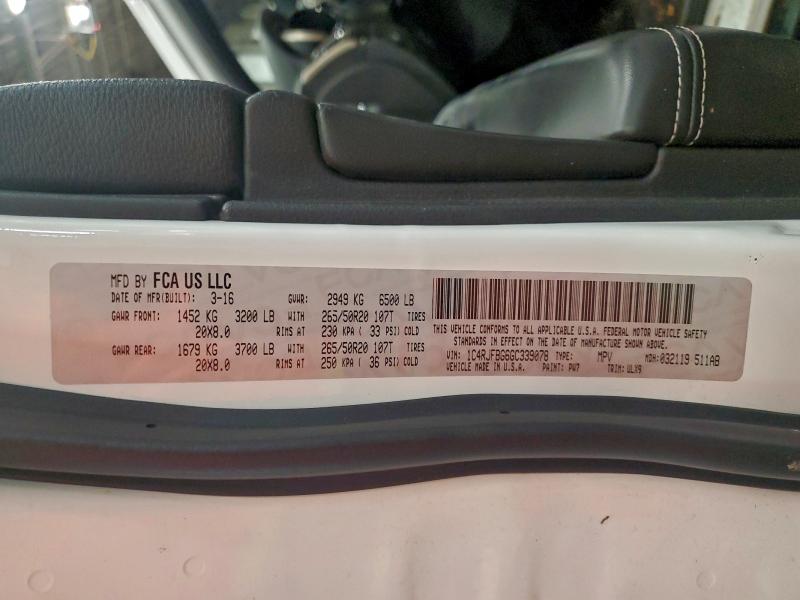 MFD BY FCA US LLC
DATE OF MFR(BUILT): 3-16 GVWR: 2949 KG 6500 LB
GAWR FRONT: 1452 KG 3200 LB WITH 265/50R20 107T TIRES
20X8.0 RIMS AT 230 KPA ( 33 PSI) COLD
GAWR REAR: 1679 KG 3700 LB WITH 265/50R20 107T TIRES
20X8.0 RIMS AT 250 KPA ( 36 PSI) COLD
THIS VEHICLE CONFORMS TO ALL APPLICABLE U.S.A. FEDERAL MOTOR VEHICLE SAFETY
STANDARDS IN EFFECT ON THE DATE OF MANUFACTURE SHOWN ABOVE.
VIN: 1C4RJFBG6GC339078 TYPE: MPV MDH: 032119 511AB
VEHICLE MADE IN U.S.A. PAINT: PW7 TRIM: ULX9